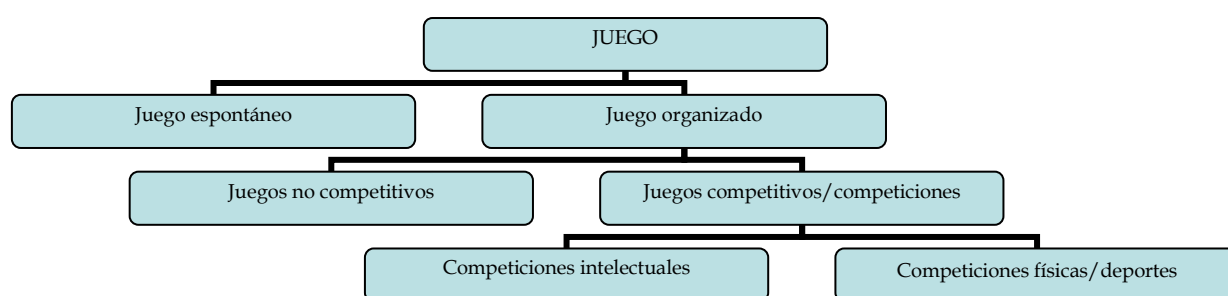 JUEGO
Juego espontáneo
Juego organizado
Juegos no competitivos
Juegos competitivos/competiciones
Competiciones intelectuales
Competiciones físicas/deportes